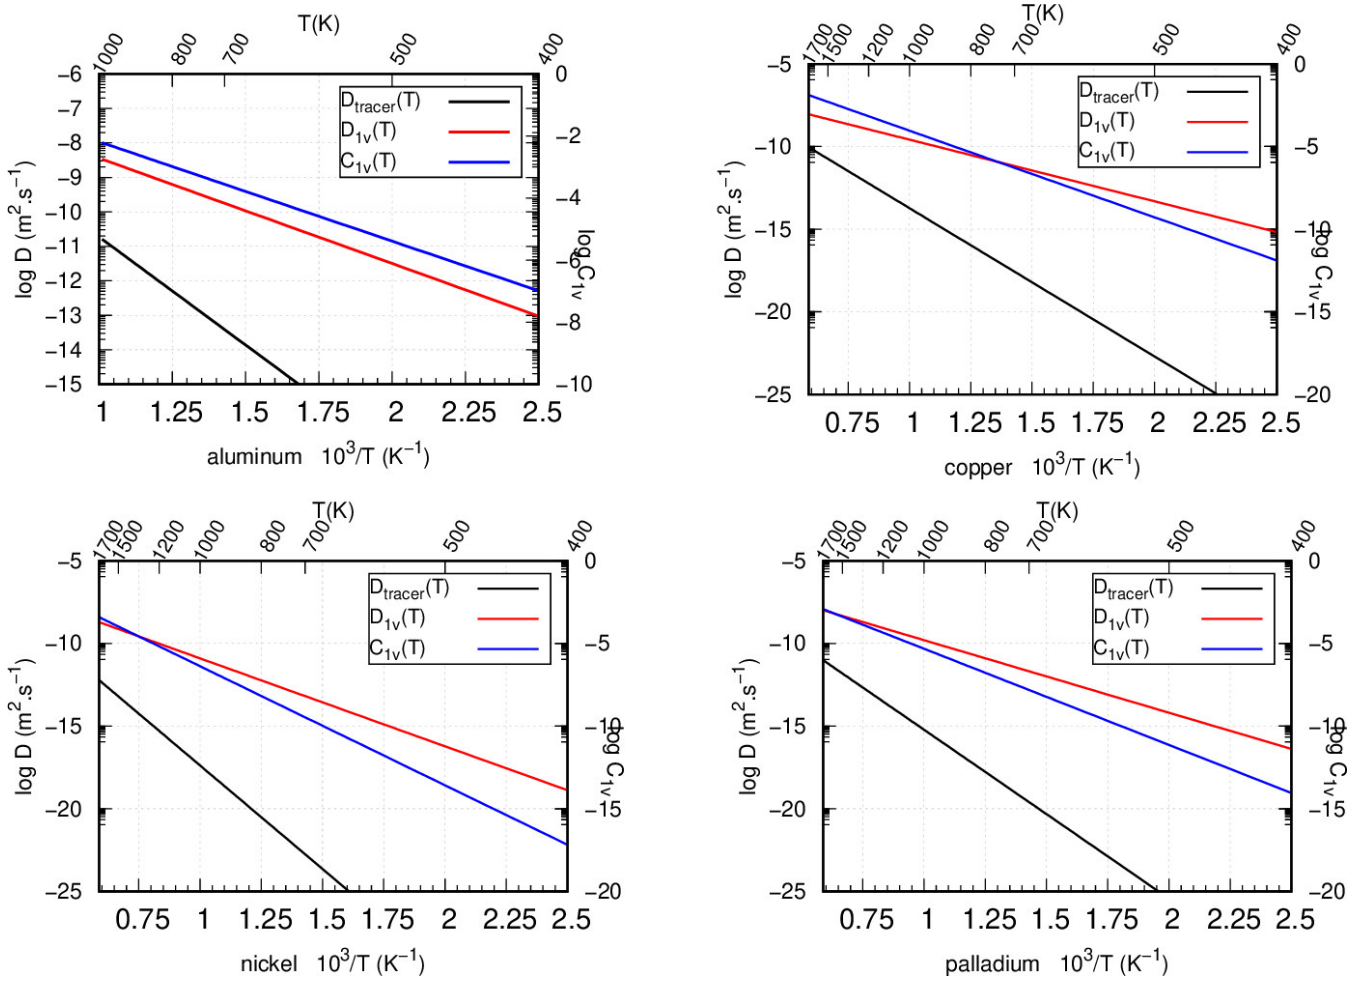 T(K)
1000 800 700 500 400
−6 −7 −8 −9 −10 −11 −12 −13 −14 −15
log D (m².s⁻¹)
D_tracer(T)
D_1v(T)
C_1v(T)
0 −2 −4 −6 −8 −10
log C_1v
1 1.25 1.5 1.75 2 2.25 2.5
aluminum 10³/T (K⁻¹)
T(K)
1700 1500 1200 1000 800 700 500 400
−5 −10 −15 −20 −25
log D (m².s⁻¹)
D_tracer(T)
D_1v(T)
C_1v(T)
0 −5 −10 −15 −20
log C_1v
0.75 1 1.25 1.5 1.75 2 2.25 2.5
copper 10³/T (K⁻¹)
T(K)
1700 1500 1200 1000 800 700 500 400
−5 −10 −15 −20 −25
log D (m².s⁻¹)
D_tracer(T)
D_1v(T)
C_1v(T)
0 −5 −10 −15 −20
log C_1v
0.75 1 1.25 1.5 1.75 2 2.25 2.5
nickel 10³/T (K⁻¹)
T(K)
1700 1500 1200 1000 800 700 500 400
−5 −10 −15 −20 −25
log D (m².s⁻¹)
D_tracer(T)
D_1v(T)
C_1v(T)
0 −5 −10 −15 −20
log C_1v
0.75 1 1.25 1.5 1.75 2 2.25 2.5
palladium 10³/T (K⁻¹)